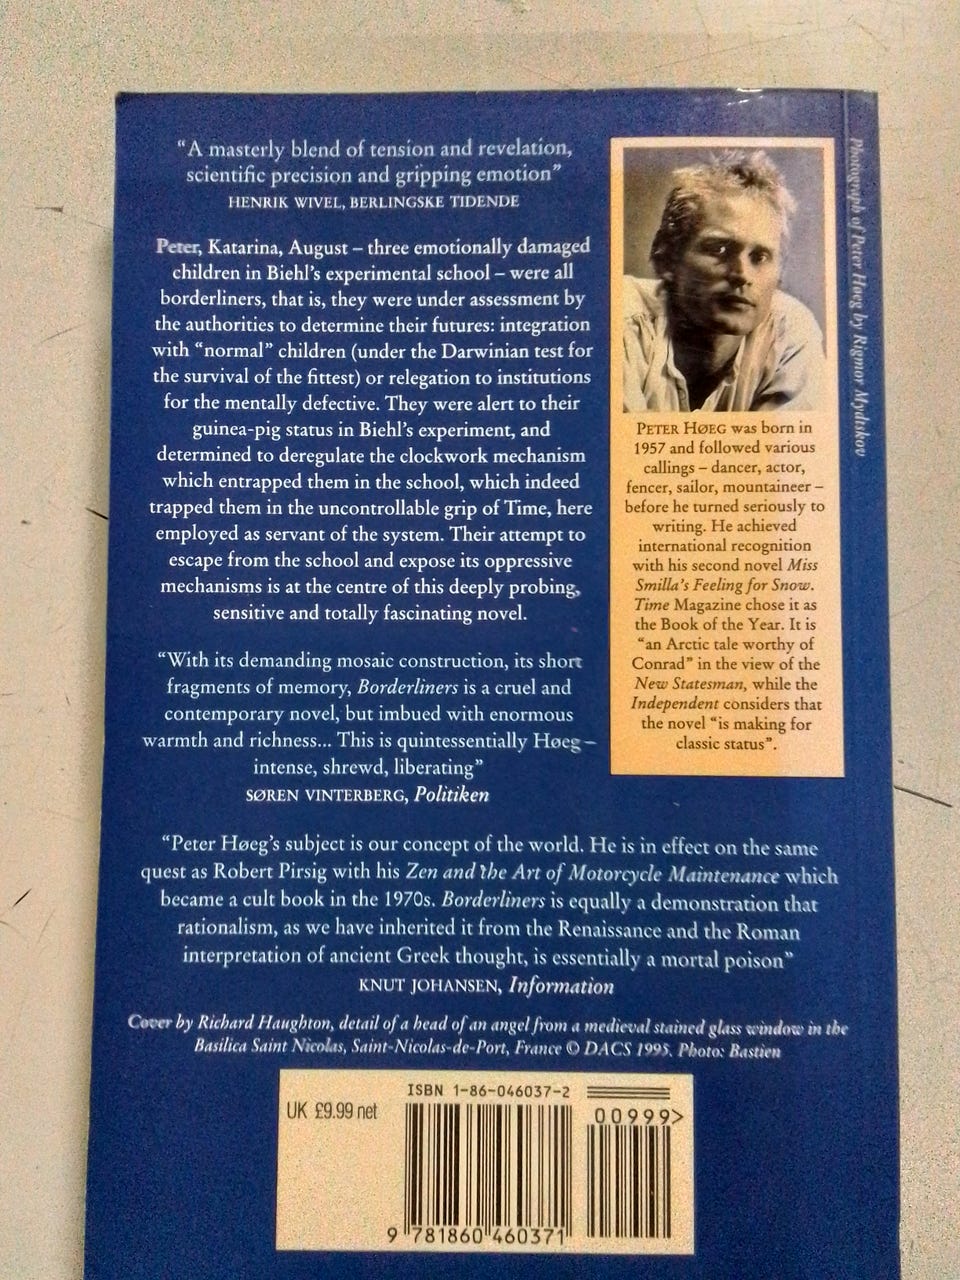 “A masterly blend of tension and revelation,
scientific precision and gripping emotion”
HENRIK WIVEL, BERLINGSKE TIDENDE
Peter, Katarina, August – three emotionally damaged
children in Biehl's experimental school – were all
borderliners, that is, they were under assessment by
the authorities to determine their futures: integration
with “normal” children (under the Darwinian test for
the survival of the fittest) or relegation to institutions
for the mentally defective. They were alert to their
guinea-pig status in Biehl's experiment, and
determined to deregulate the clockwork mechanism
which entrapped them in the school, which indeed
trapped them in the uncontrollable grip of Time, here
employed as servant of the system. Their attempt to
escape from the school and expose its oppressive
mechanisms is at the centre of this deeply probing,
sensitive and totally fascinating novel.
“With its demanding mosaic construction, its short
fragments of memory, Borderliners is a cruel and
contemporary novel, but imbued with enormous
warmth and richness... This is quintessentially Høeg –
intense, shrewd, liberating”
SØREN VINTERBERG, Politiken
“Peter Høeg's subject is our concept of the world. He is in effect on the same
quest as Robert Pirsig with his Zen and the Art of Motorcycle Maintenance which
became a cult book in the 1970s. Borderliners is equally a demonstration that
rationalism, as we have inherited it from the Renaissance and the Roman
interpretation of ancient Greek thought, is essentially a mortal poison”
KNUT JOHANSEN, Information
Cover by Richard Haughton, detail of a head of an angel from a medieval stained glass window in the
Basilica Saint Nicolas, Saint-Nicolas-de-Port, France © DACS 1995. Photo: Bastien
PETER HØEG was born in
1957 and followed various
callings – dancer, actor,
fencer, sailor, mountaineer –
before he turned seriously to
writing. He achieved
international recognition
with his second novel Miss
Smilla's Feeling for Snow.
Time Magazine chose it as
the Book of the Year. It is
“an Arctic tale worthy of
Conrad” in the view of the
New Statesman, while the
Independent considers that
the novel “is making for
classic status”.
Photograph of Peter Høeg by Rigmor Mydtskov
UK £9.99 net
ISBN 1-86-046037-2
00999>
9 781860 460371